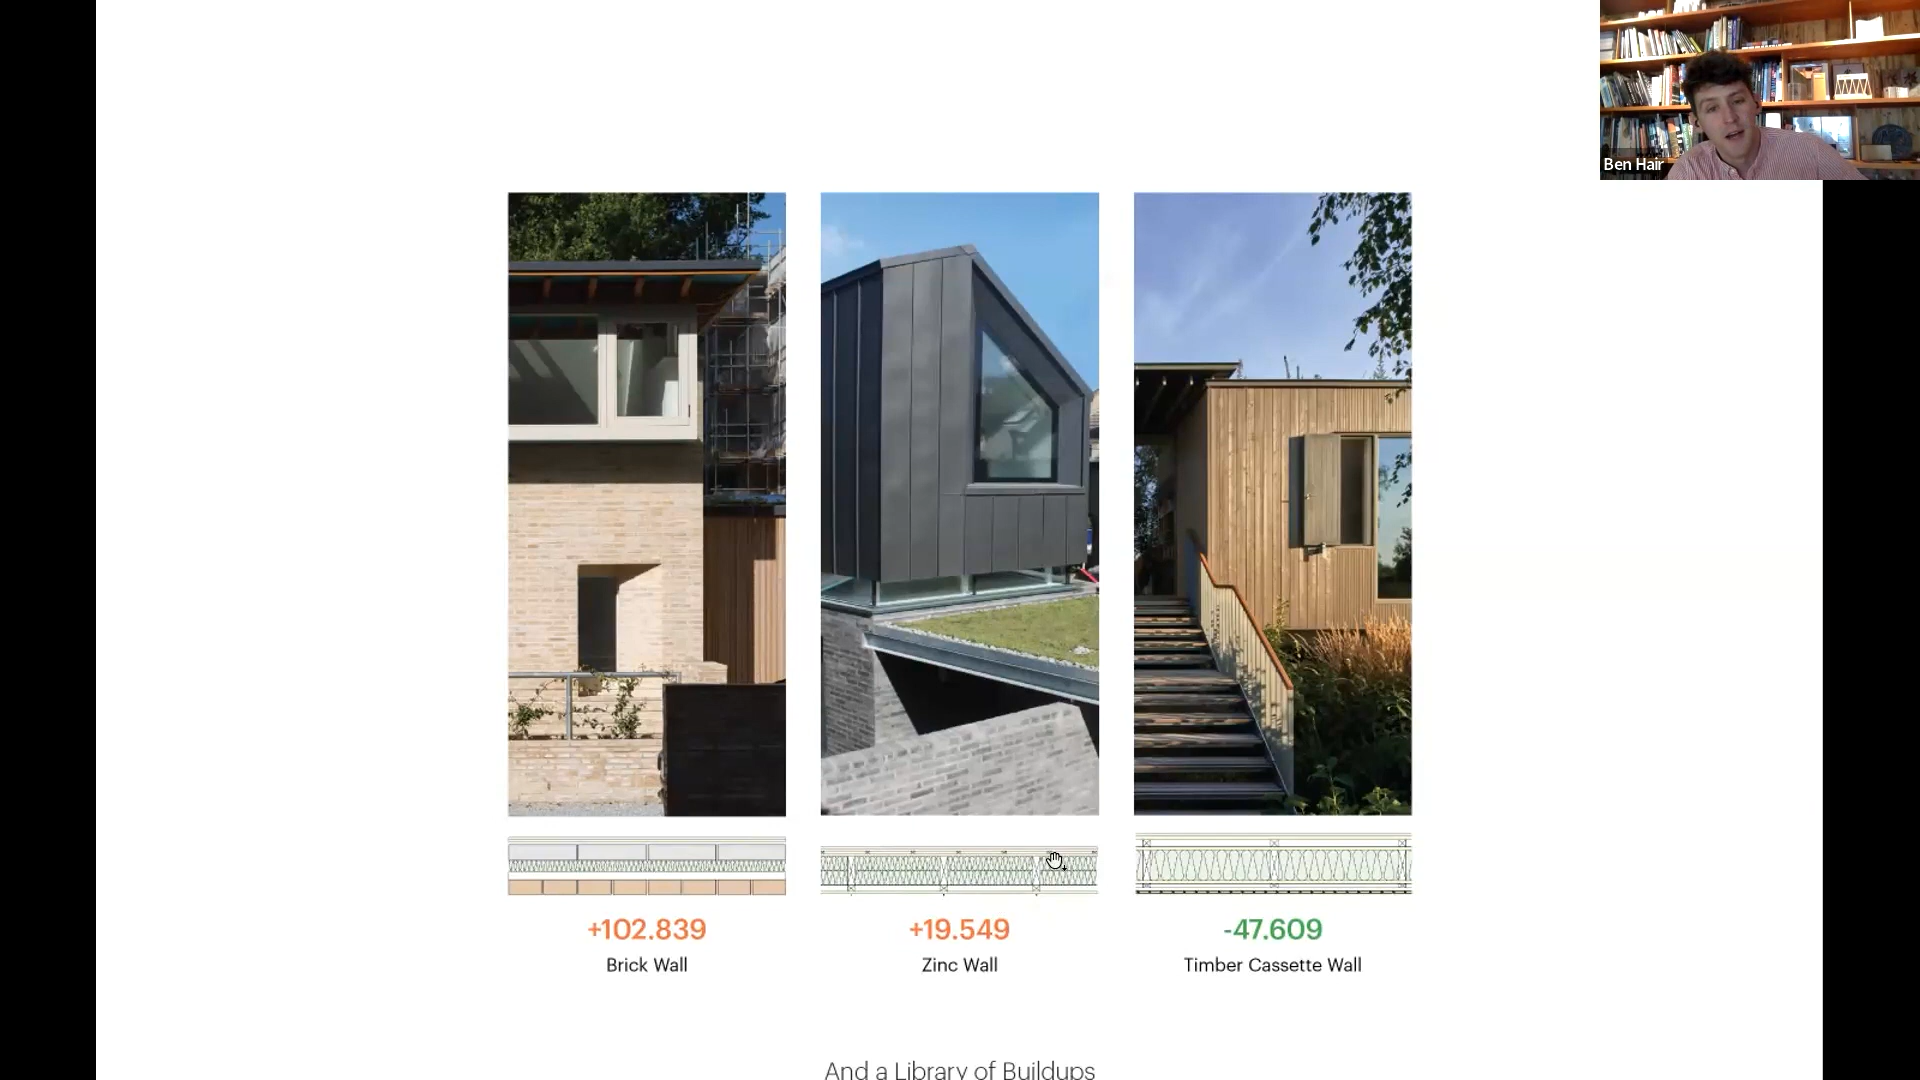 Ben Hair
+102.839
Brick Wall
+19.549
Zinc Wall
-47.609
Timber Cassette Wall
And a Library of Buildups